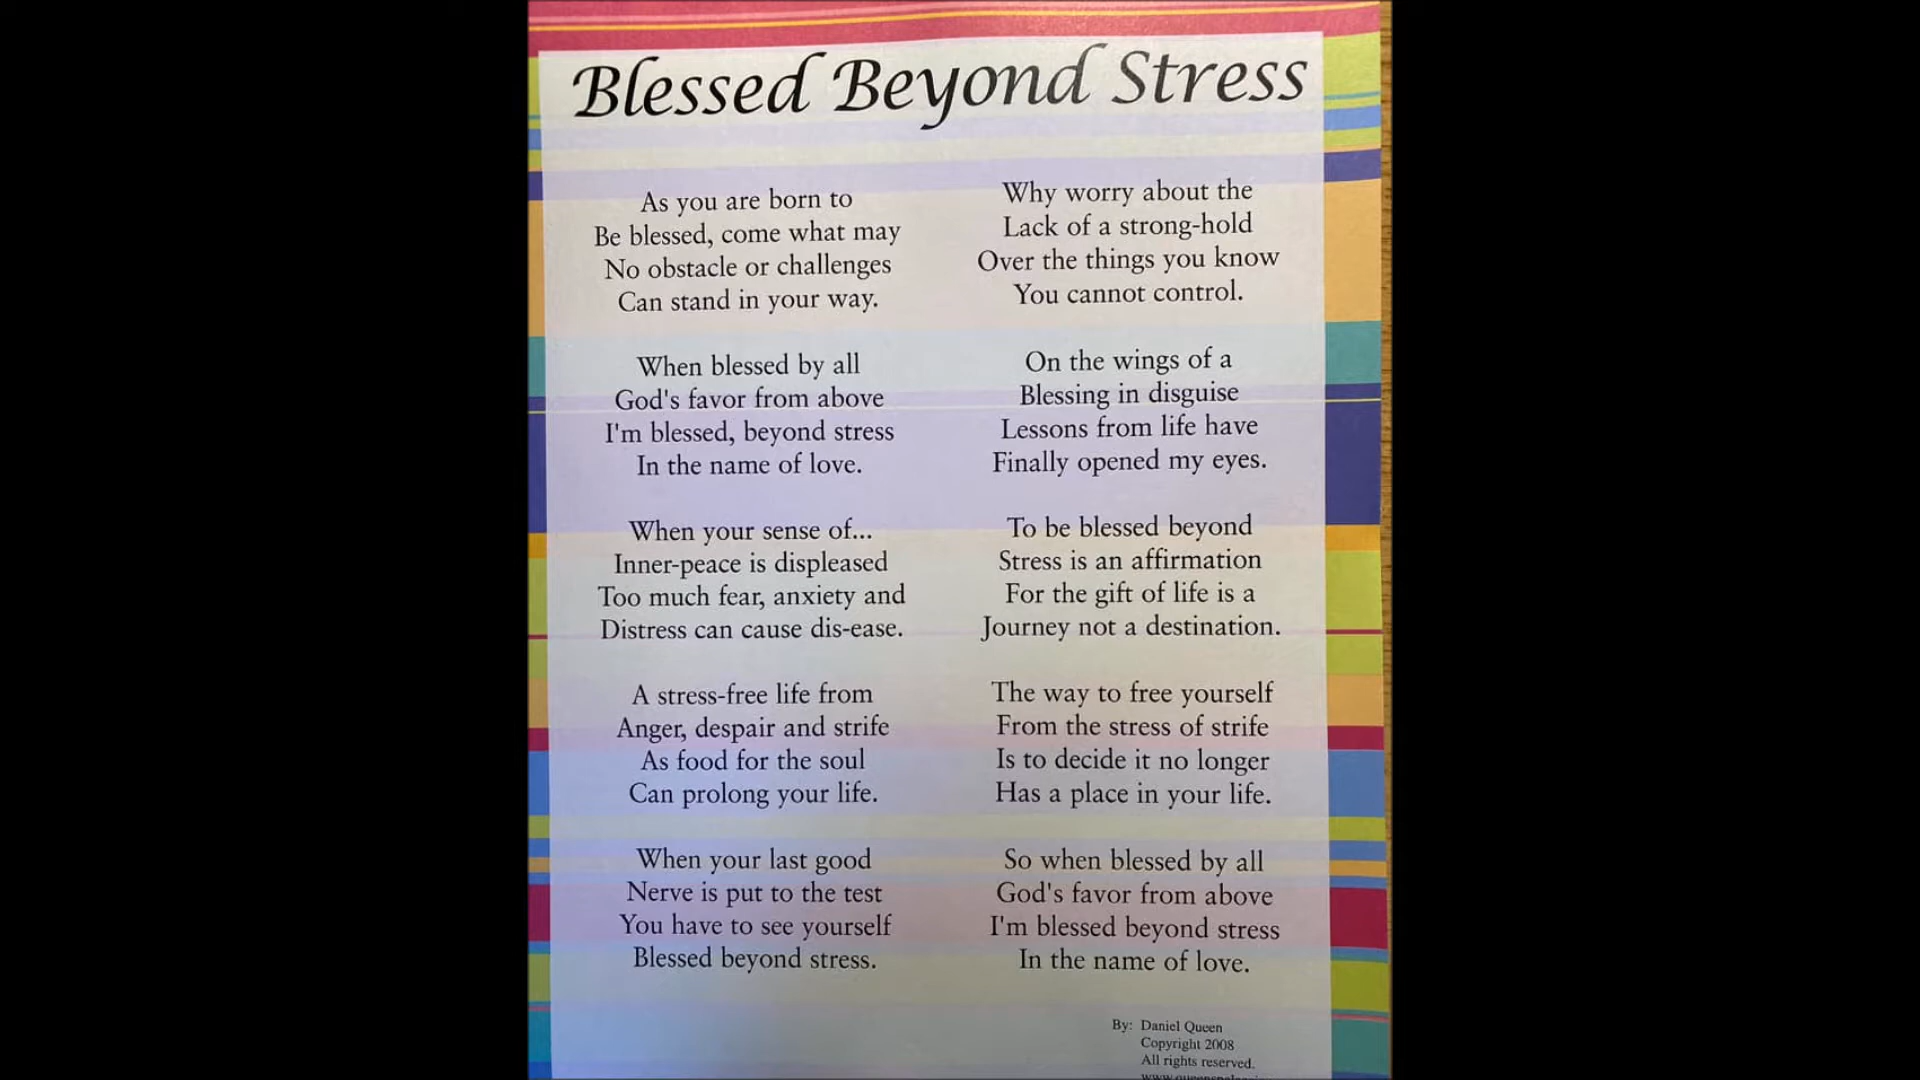 Blessed Beyond Stress
As you are born to
Be blessed, come what may
No obstacle or challenges
Can stand in your way.
When blessed by all
God's favor from above
I'm blessed, beyond stress
In the name of love.
When your sense of...
Inner-peace is displeased
Too much fear, anxiety and
Distress can cause dis-ease.
A stress-free life from
Anger, despair and strife
As food for the soul
Can prolong your life.
When your last good
Nerve is put to the test
You have to see yourself
Blessed beyond stress.
Why worry about the
Lack of a strong-hold
Over the things you know
You cannot control.
On the wings of a
Blessing in disguise
Lessons from life have
Finally opened my eyes.
To be blessed beyond
Stress is an affirmation
For the gift of life is a
Journey not a destination.
The way to free yourself
From the stress of strife
Is to decide it no longer
Has a place in your life.
So when blessed by all
God's favor from above
I'm blessed beyond stress
In the name of love.
By: Daniel Queen
Copyright 2008
All rights reserved.